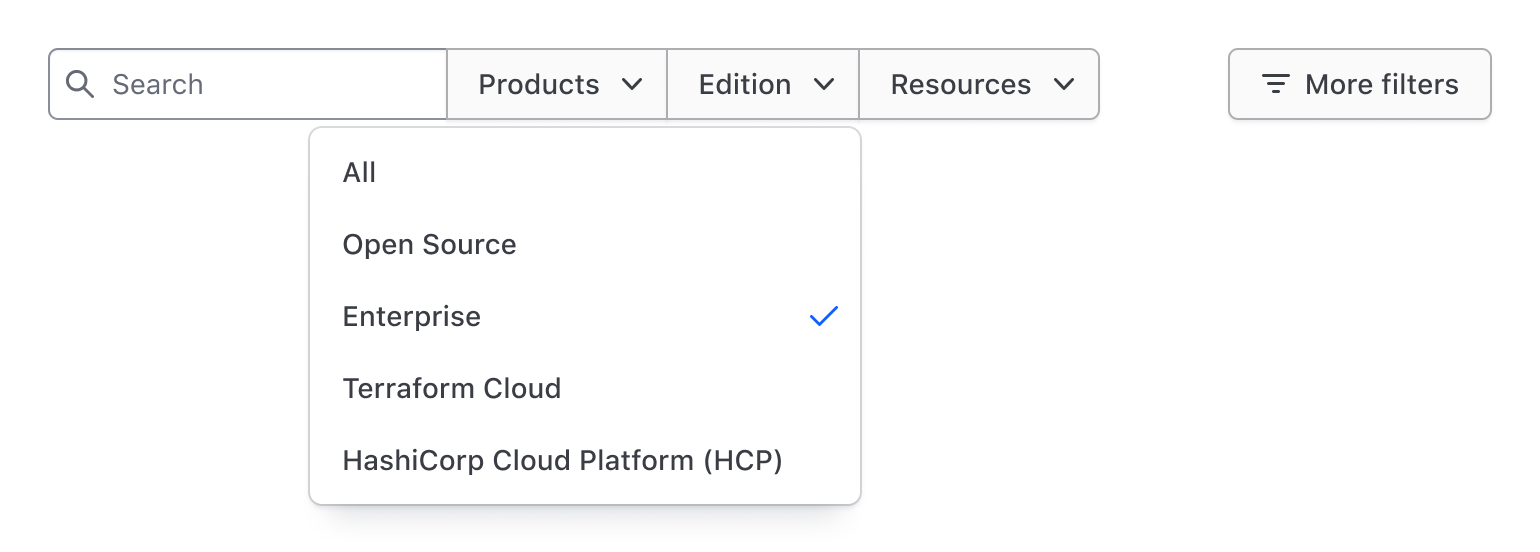 Search
Products
Edition
Resources
More filters
All
Open Source
Enterprise
Terraform Cloud
HashiCorp Cloud Platform (HCP)